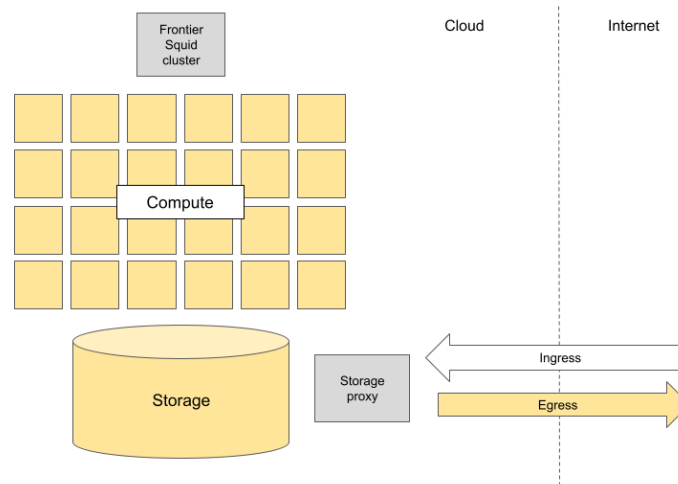 Frontier
Squid
cluster
Cloud
Internet
Compute
Storage
Storage
proxy
Ingress
Egress